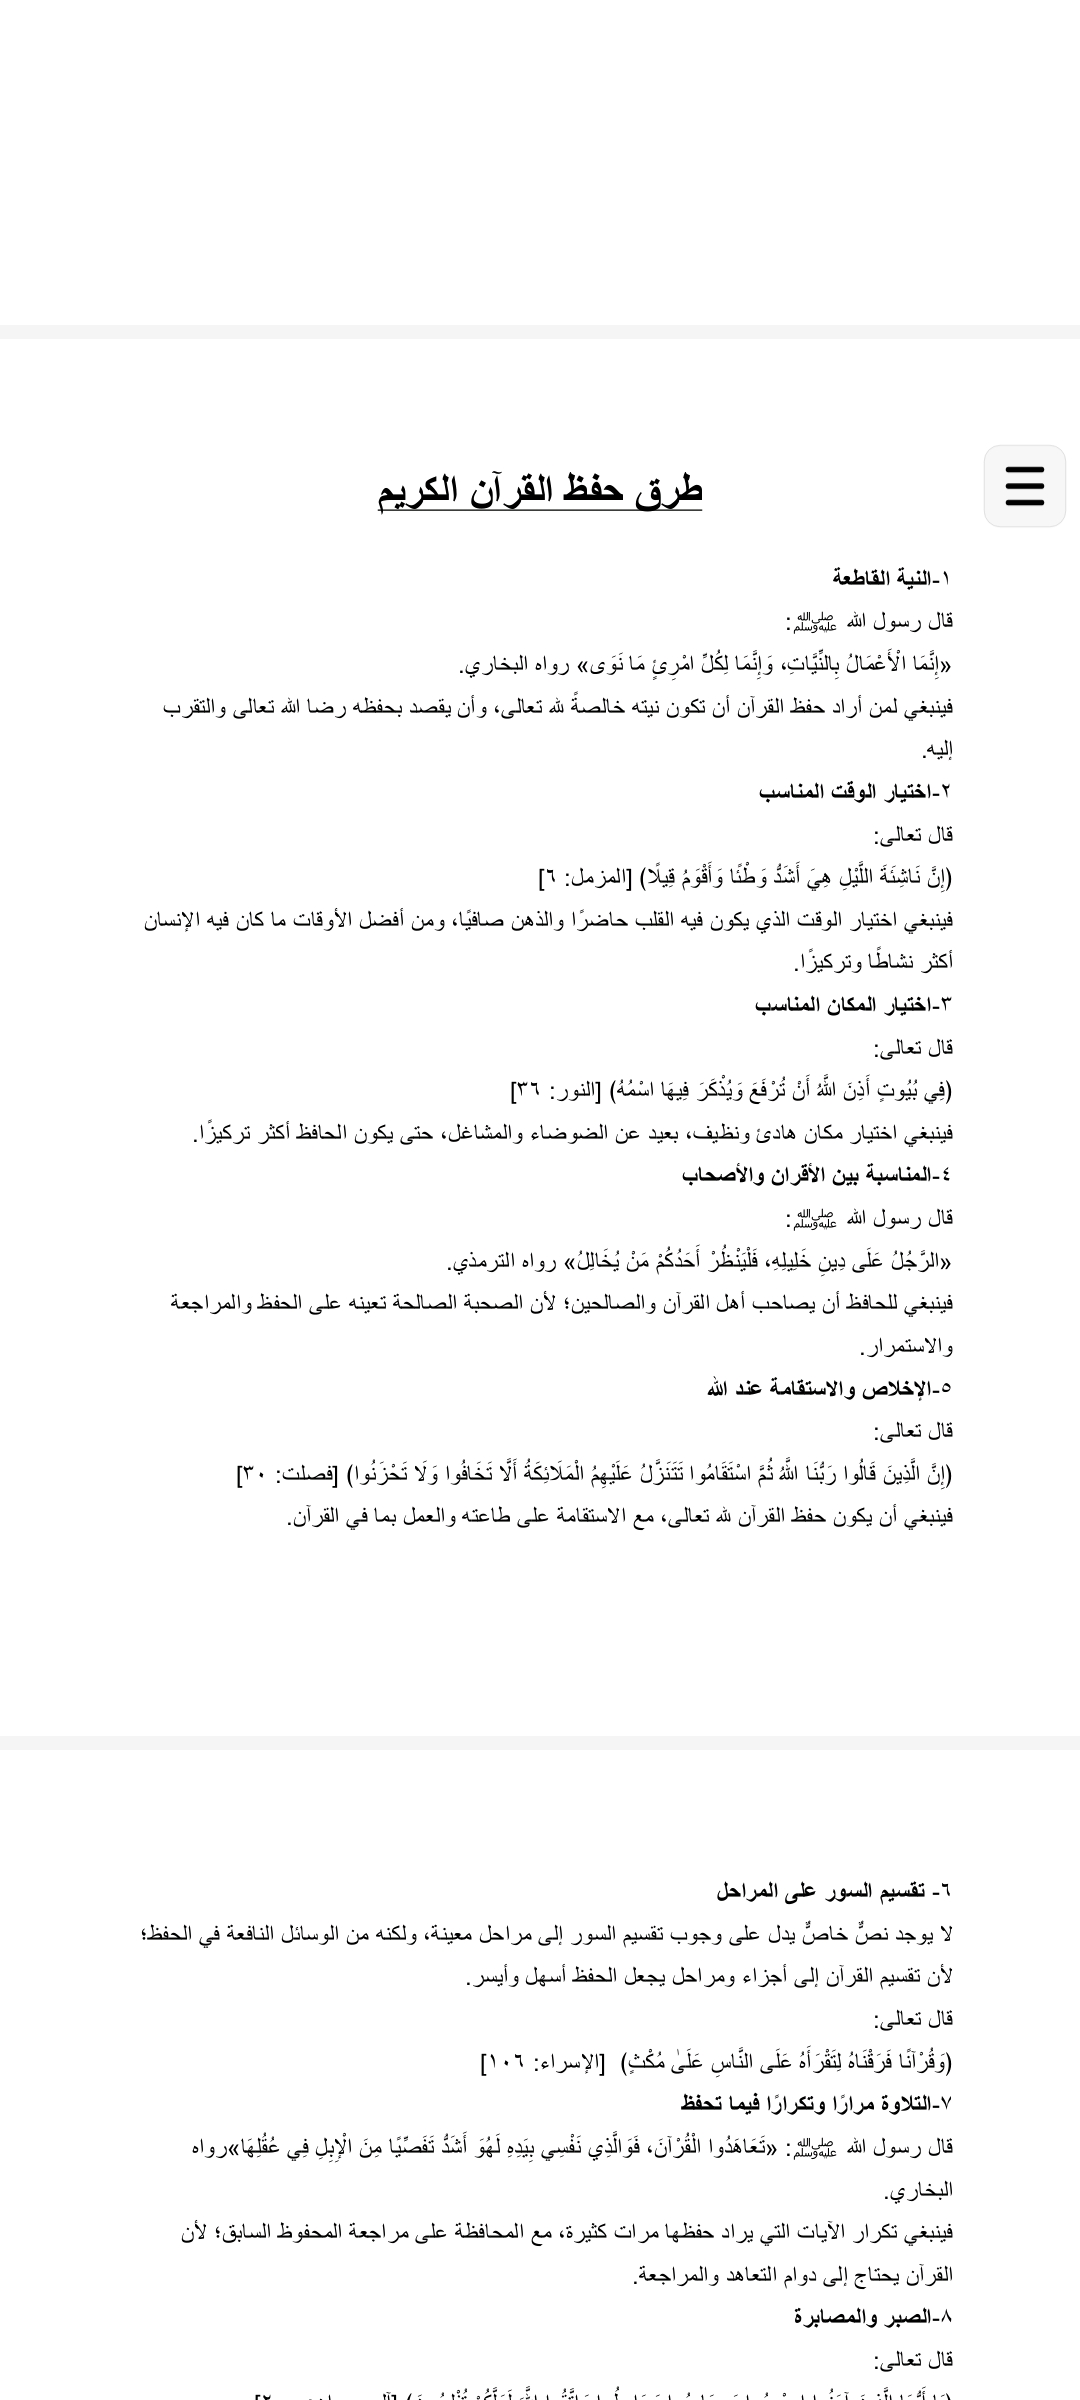 طرق حفظ القرآن الكريم
١-النية القاطعة
قال رسول الله ﷺ:
«إِنَّمَا الْأَعْمَالُ بِالنِّيَّاتِ، وَإِنَّمَا لِكُلِّ امْرِئٍ مَا نَوَى» رواه البخاري.
فينبغي لمن أراد حفظ القرآن أن تكون نيته خالصةً لله تعالى، وأن يقصد بحفظه رضا الله تعالى والتقرب
إليه.
٢-اختيار الوقت المناسب
قال تعالى:
(إِنَّ نَاشِئَةَ اللَّيْلِ هِيَ أَشَدُّ وَطْئًا وَأَقْوَمُ قِيلًا) [المزمل: ٦]
فينبغي اختيار الوقت الذي يكون فيه القلب حاضرًا والذهن صافيًا، ومن أفضل الأوقات ما كان فيه الإنسان
أكثر نشاطًا وتركيزًا.
٣-اختيار المكان المناسب
قال تعالى:
(فِي بُيُوتٍ أَذِنَ اللَّهُ أَنْ تُرْفَعَ وَيُذْكَرَ فِيهَا اسْمُهُ) [النور: ٣٦]
فينبغي اختيار مكان هادئ ونظيف، بعيد عن الضوضاء والمشاغل، حتى يكون الحافظ أكثر تركيزًا.
٤-المناسبة بين الأقران والأصحاب
قال رسول الله ﷺ:
«الرَّجُلُ عَلَى دِينِ خَلِيلِهِ، فَلْيَنْظُرْ أَحَدُكُمْ مَنْ يُخَالِلُ» رواه الترمذي.
فينبغي للحافظ أن يصاحب أهل القرآن والصالحين؛ لأن الصحبة الصالحة تعينه على الحفظ والمراجعة
والاستمرار.
٥-الإخلاص والاستقامة عند الله
قال تعالى:
(إِنَّ الَّذِينَ قَالُوا رَبُّنَا اللَّهُ ثُمَّ اسْتَقَامُوا تَتَنَزَّلُ عَلَيْهِمُ الْمَلَائِكَةُ أَلَّا تَخَافُوا وَلَا تَحْزَنُوا) [فصلت: ٣٠]
فينبغي أن يكون حفظ القرآن لله تعالى، مع الاستقامة على طاعته والعمل بما في القرآن.
٦- تقسيم السور على المراحل
لا يوجد نصٌّ خاصٌّ يدل على وجوب تقسيم السور إلى مراحل معينة، ولكنه من الوسائل النافعة في الحفظ؛
لأن تقسيم القرآن إلى أجزاء ومراحل يجعل الحفظ أسهل وأيسر.
قال تعالى:
(وَقُرْآنًا فَرَقْنَاهُ لِتَقْرَأَهُ عَلَى النَّاسِ عَلَىٰ مُكْثٍ) [الإسراء: ١٠٦]
٧-التلاوة مرارًا وتكرارًا فيما تحفظ
قال رسول الله ﷺ: «تَعَاهَدُوا الْقُرْآنَ، فَوَالَّذِي نَفْسِي بِيَدِهِ لَهُوَ أَشَدُّ تَفَصِّيًا مِنَ الْإِبِلِ فِي عُقُلِهَا»رواه
البخاري.
فينبغي تكرار الآيات التي يراد حفظها مرات كثيرة، مع المحافظة على مراجعة المحفوظ السابق؛ لأن
القرآن يحتاج إلى دوام التعاهد والمراجعة.
٨-الصبر والمصابرة
قال تعالى: